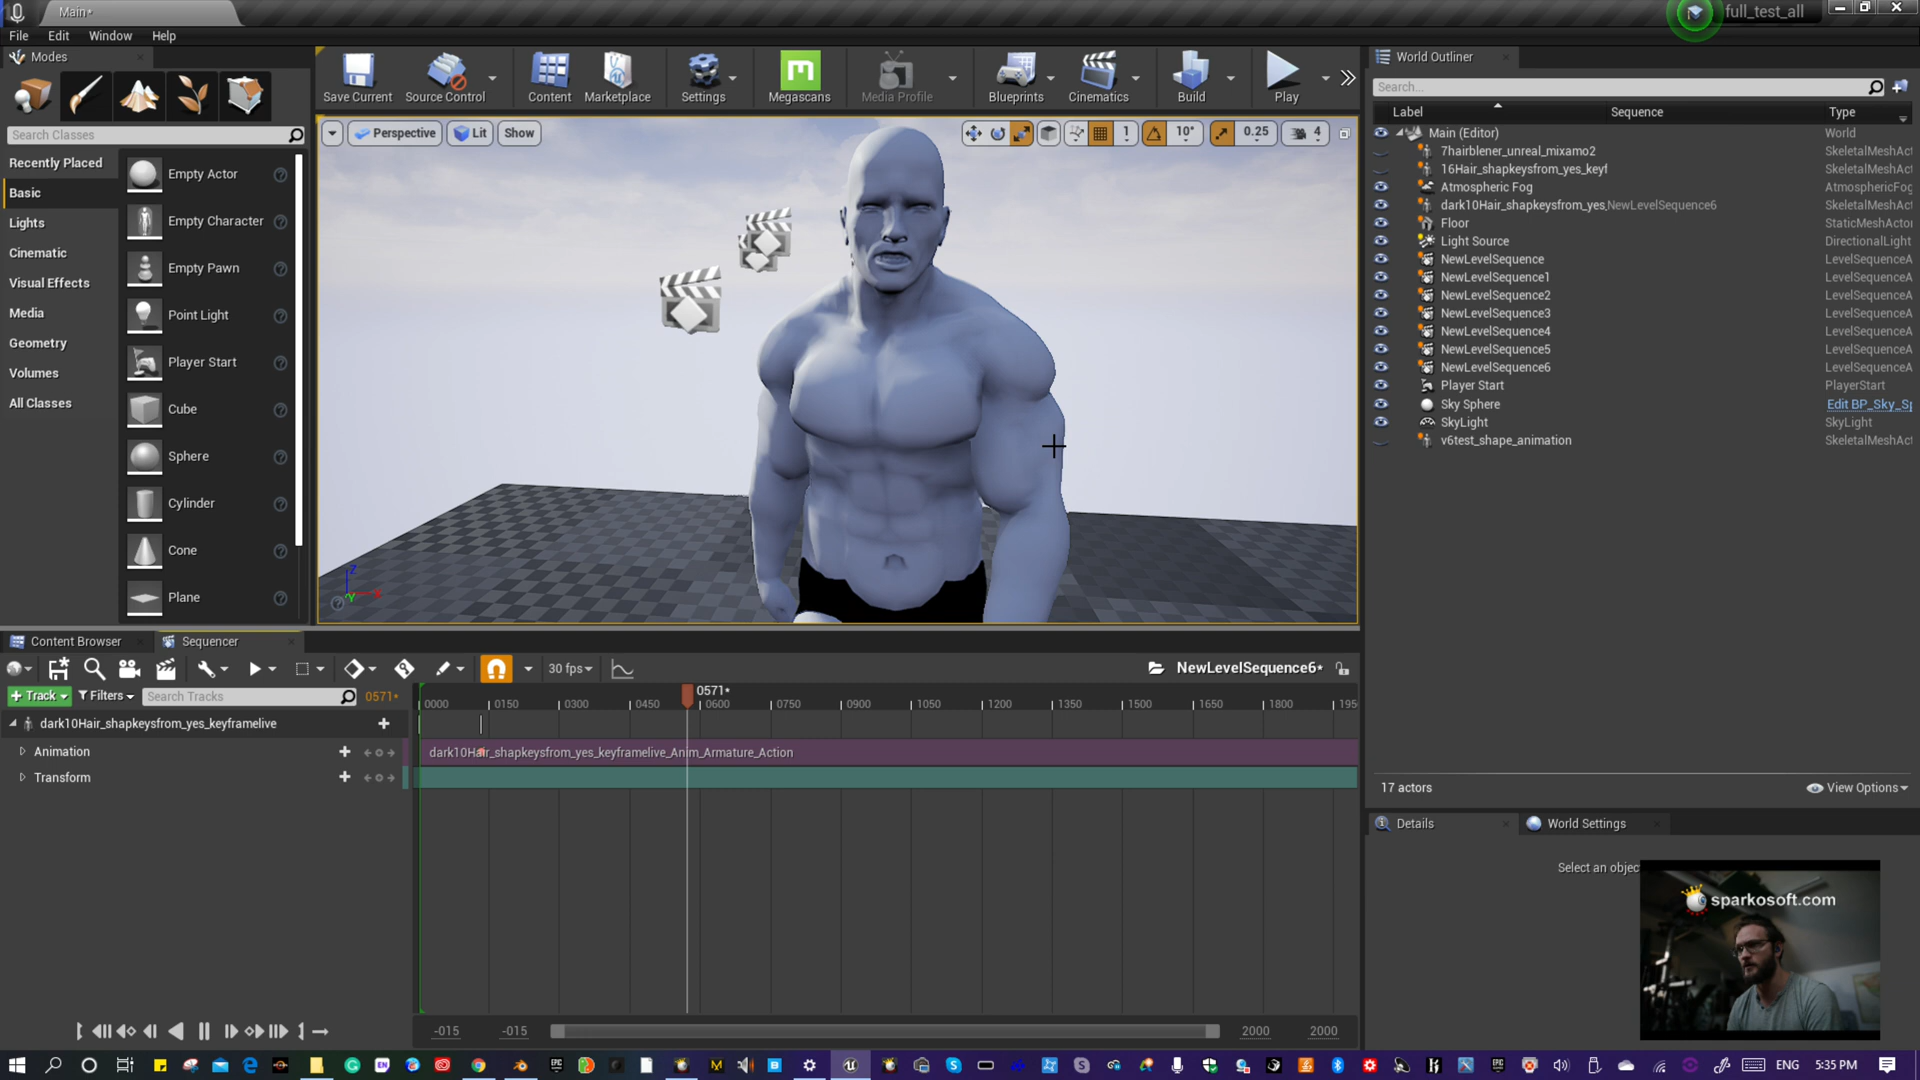 Main*
full_test_all
File Edit Window Help
Modes
Search Classes
Recently Placed
Basic
Lights
Cinematic
Visual Effects
Media
Geometry
Volumes
All Classes
Empty Actor
Empty Character
Empty Pawn
Point Light
Player Start
Cube
Sphere
Cylinder
Cone
Plane
Save Current Source Control Content Marketplace Settings Megascans Media Profile Blueprints Cinematics Build Play
Perspective Lit Show
1 10° 0.25 4
Z
Y
X
World Outliner
Search...
Label Sequence Type
Main (Editor) World
7hairblener_unreal_mixamo2 SkeletalMeshAct
16Hair_shapkeysfrom_yes_keyf SkeletalMeshAct
Atmospheric Fog AtmosphericFog
dark10Hair_shapkeysfrom_yes_ NewLevelSequence6 SkeletalMeshAct
Floor StaticMeshActor
Light Source DirectionalLight
NewLevelSequence LevelSequenceA
NewLevelSequence1 LevelSequenceA
NewLevelSequence2 LevelSequenceA
NewLevelSequence3 LevelSequenceA
NewLevelSequence4 LevelSequenceA
NewLevelSequence5 LevelSequenceA
NewLevelSequence6 LevelSequenceA
Player Start PlayerStart
Sky Sphere Edit BP_Sky_Sp
SkyLight SkyLight
v6test_shape_animation SkeletalMeshAct
17 actors View Options
Details World Settings
Select an objec
sparkosoft.com
Content Browser Sequencer
30 fps NewLevelSequence6*
+ Track Filters Search Tracks 0571*
0571*
0000 0150 0300 0450 0600 0750 0900 1050 1200 1350 1500 1650 1800 195
dark10Hair_shapkeysfrom_yes_keyframelive
Animation
Transform
dark10Hair_shapkeysfrom_yes_keyframelive_Anim_Armature_Action
-015 -015 2000 2000
ENG 5:35 PM